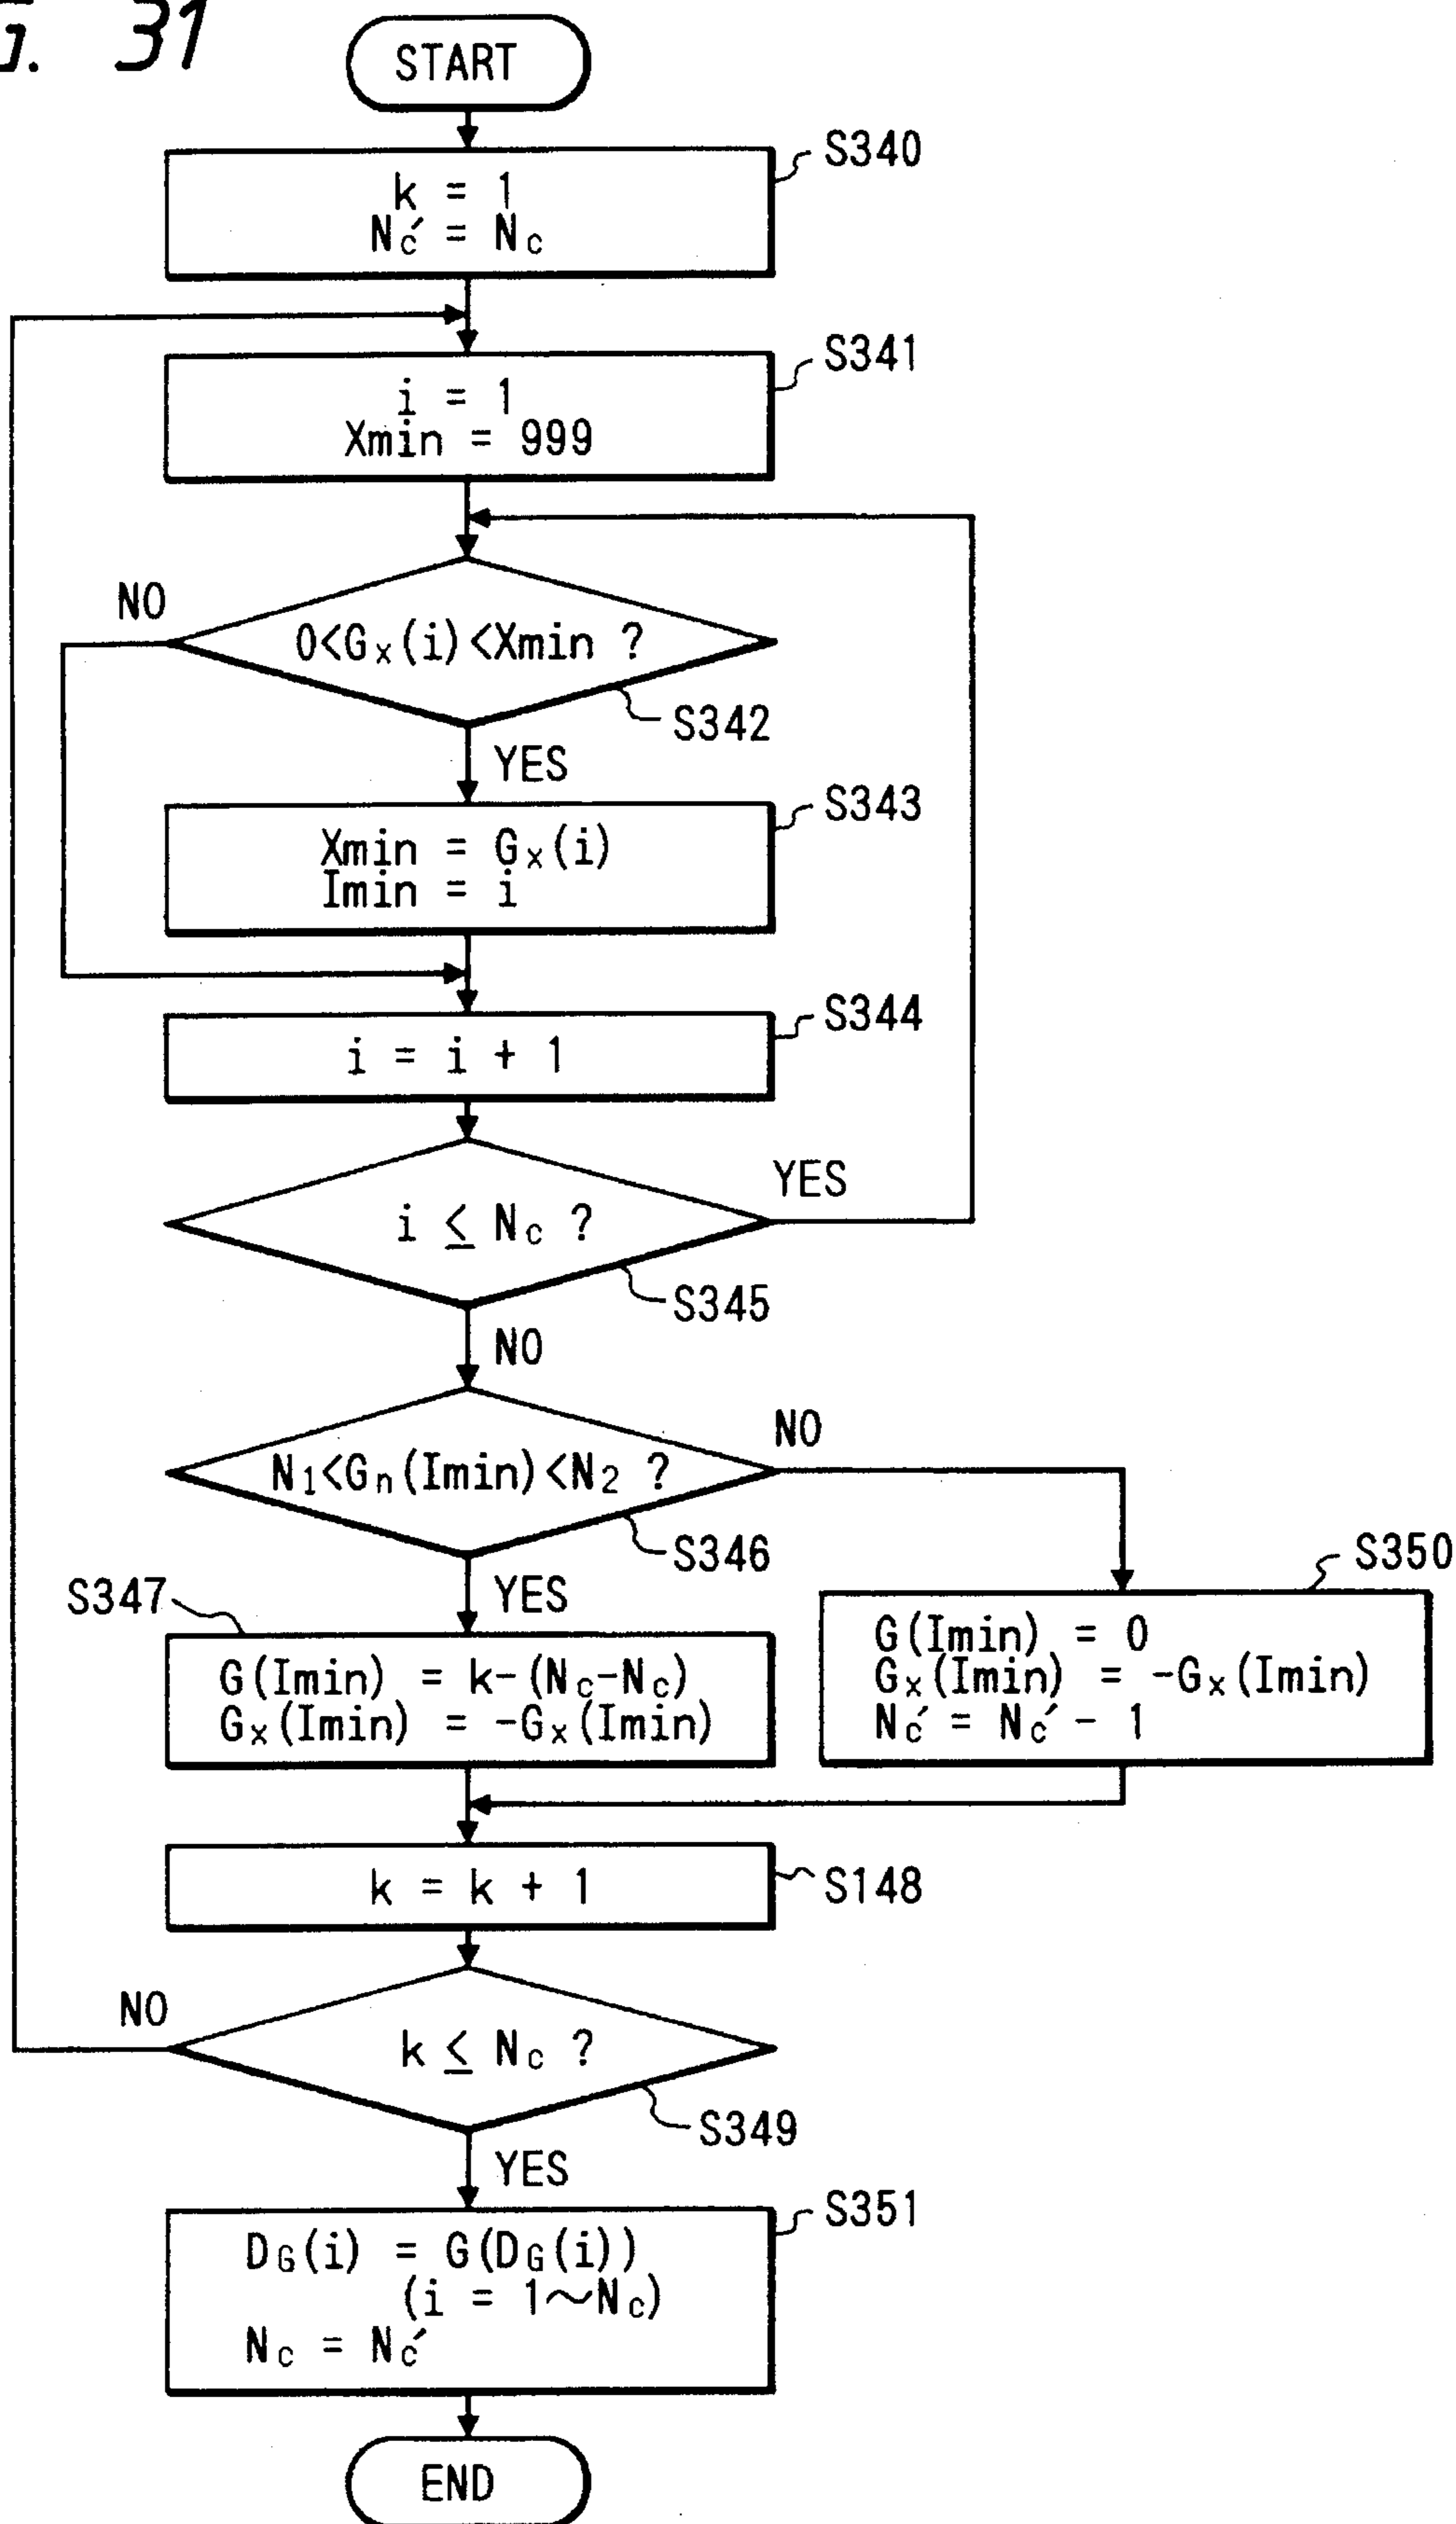 G. 31
START
S340
k = 1
Nc′ = Nc
S341
i = 1
Xmin = 999
NO
0<Gx(i)<Xmin ?
S342
YES
S343
Xmin = Gx(i)
Imin = i
S344
i = i + 1
YES
i ≤ Nc ?
S345
NO
NO
N1<Gn(Imin)<N2 ?
S346
S350
S347
YES
G(Imin) = k-(Nc-Nc)
Gx(Imin) = -Gx(Imin)
G(Imin) = 0
Gx(Imin) = -Gx(Imin)
Nc′ = Nc′ - 1
k = k + 1
S148
NO
k ≤ Nc ?
S349
YES
S351
DG(i) = G(DG(i))
(i = 1~Nc)
Nc = Nc′
END